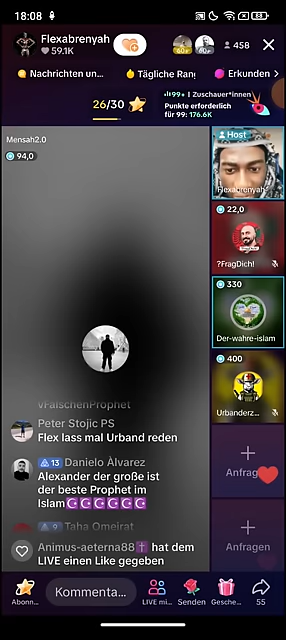 18:08
58
Flexabrenyah
59.1K
60+
458
Nachrichten un...
Tägliche Rang
Erkunden
26/30
99+
Zuschauer*innen
Punkte erforderlich
für 99: 176.6K
Mensah2.0
94,0
Host
Flexabrenyah
22,0
?FragDich!
330
Der-wahre-islam
400
Urbanderz...
vFalschenProphet
Peter Stojic PS
Flex lass mal Urband reden
13 Danielo Àlvarez
Alexander der große ist
der beste Prophet im
Islam☪️☪️☪️☪️☪️☪️
9 Taha Omeirat
Animus-aeterna88✝️ hat dem
LIVE einen Like gegeben
Anfrag
Anfragen
Abonn...
Kommenta...
LIVE mi...
Senden
Gesche...
55